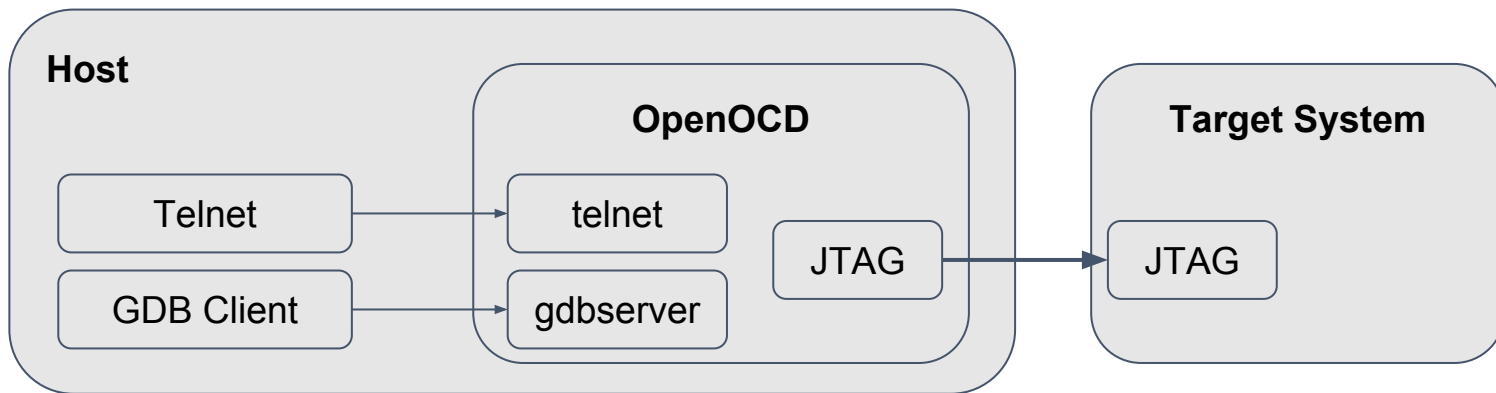 Host
OpenOCD
Target System
Telnet
telnet
JTAG
JTAG
GDB Client
gdbserver